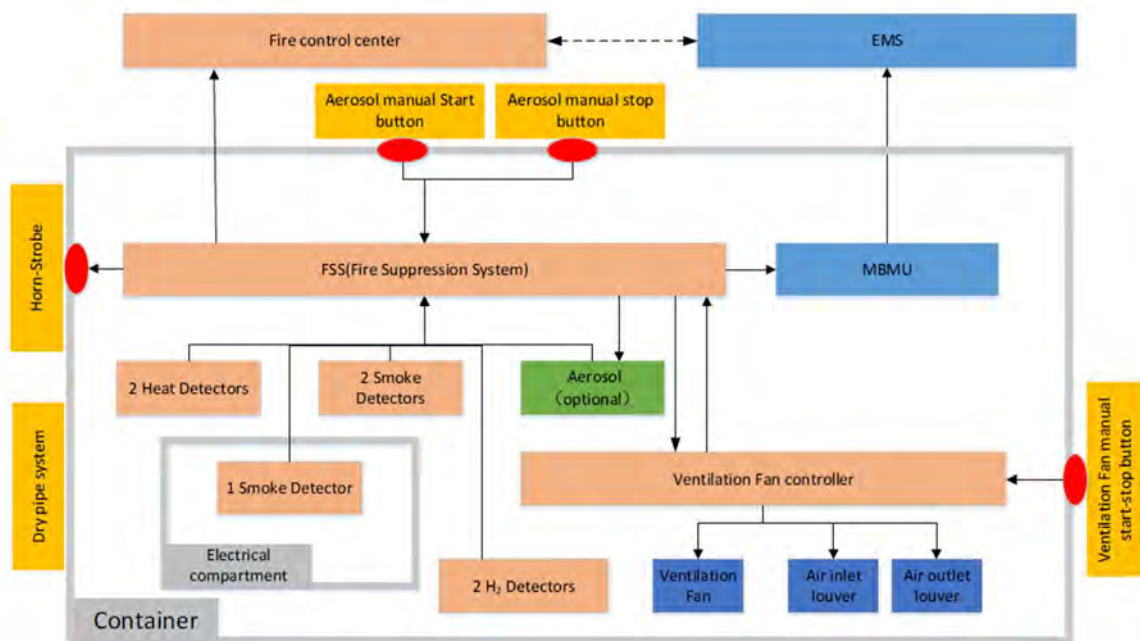 Fire control center
EMS
Aerosol manual Start
button
Aerosol manual stop
button
Horn-Strobe
FSS(Fire Suppression System)
MBMU
2 Heat Detectors
2 Smoke
Detectors
Aerosol
（optional）
Dry pipe system
1 Smoke Detector
Ventilation Fan controller
Ventilation Fan manual
start-stop button
Electrical
compartment
2 H₂ Detectors
Ventilation
Fan
Air inlet
louver
Air outlet
louver
Container